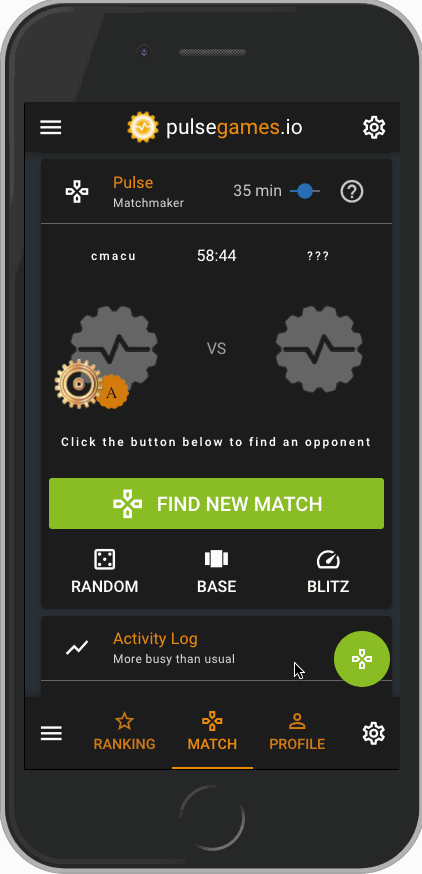 pulsegames.io
Pulse
Matchmaker
35 min
cmacu
58:44
???
A
VS
Click the button below to find an opponent
FIND NEW MATCH
RANDOM
BASE
BLITZ
Activity Log
More busy than usual
RANKING
MATCH
PROFILE